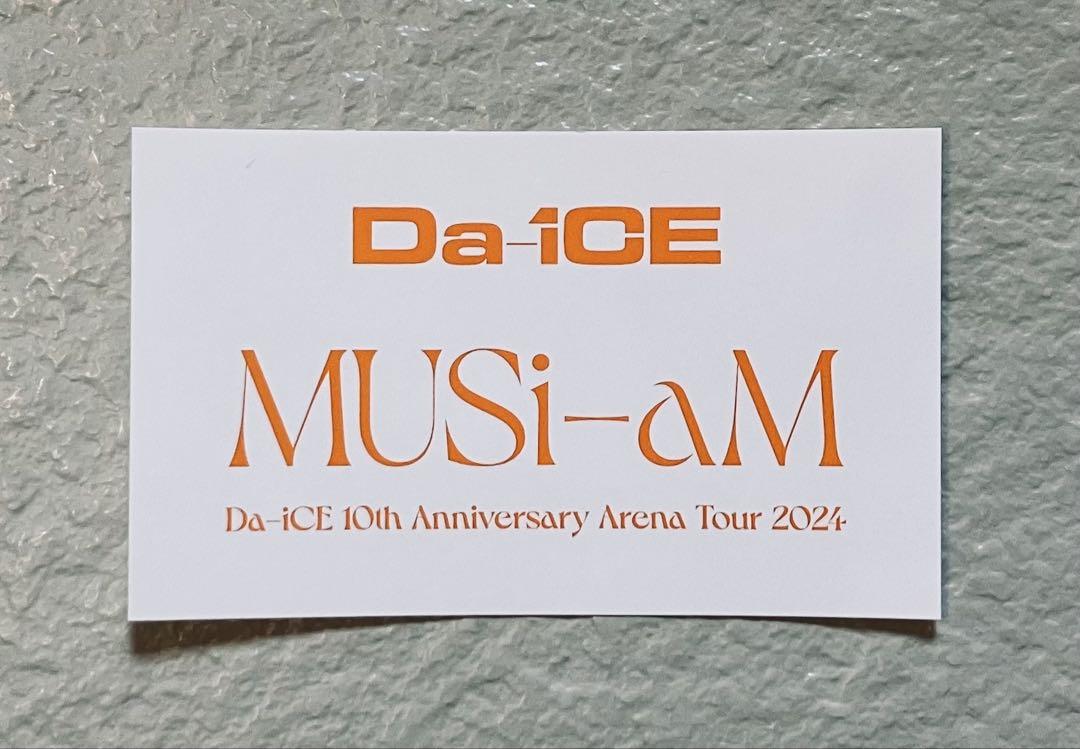 Da-iCE
MUSi-aM
Da-iCE 10th Anniversary Arena Tour 2024